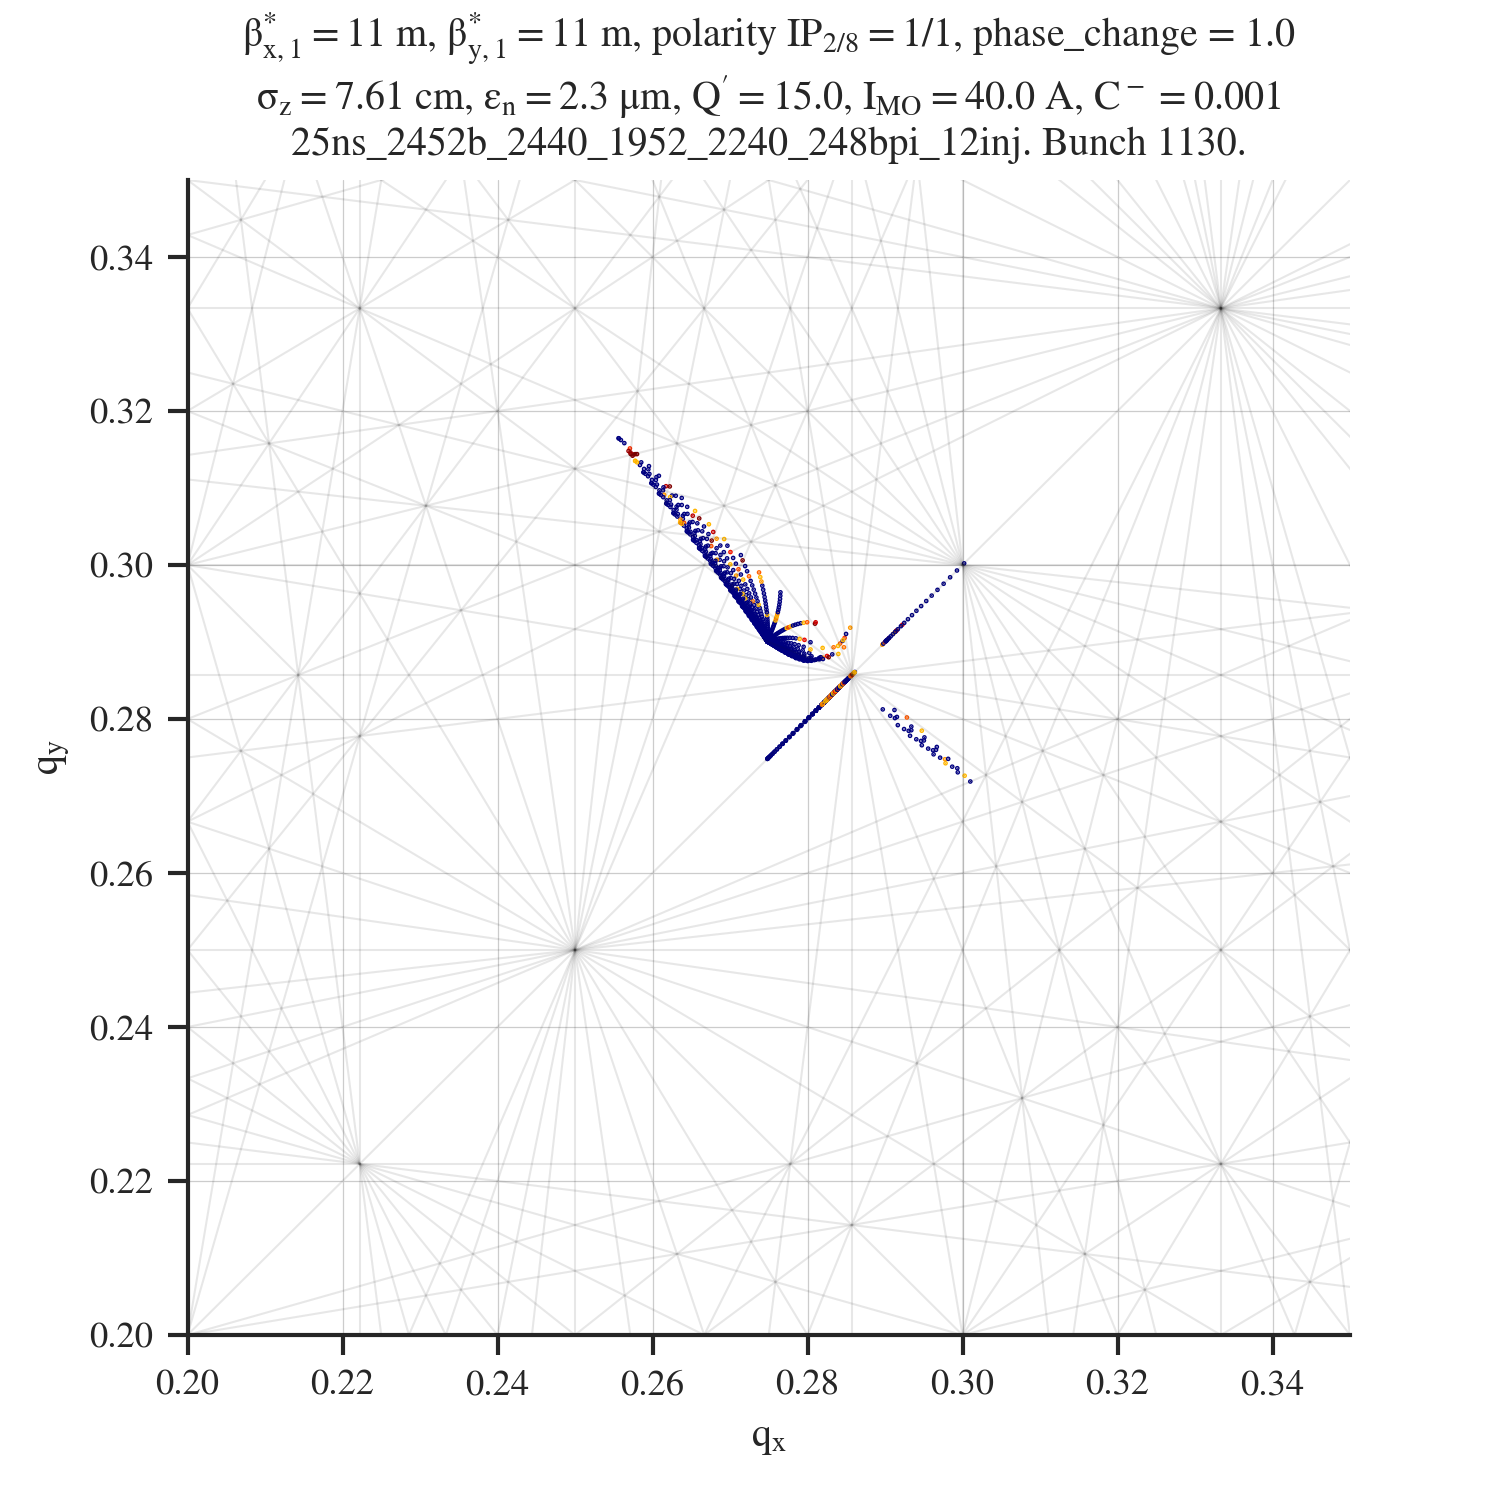 β*x, 1 = 11 m, β*y, 1 = 11 m, polarity IP2/8 = 1/1, phase_change = 1.0
σz = 7.61 cm, εn = 2.3 μm, Q′ = 15.0, IMO = 40.0 A, C− = 0.001
25ns_2452b_2440_1952_2240_248bpi_12inj. Bunch 1130.
0.34
0.32
0.30
0.28
0.26
0.24
0.22
0.20
qy
0.20 0.22 0.24 0.26 0.28 0.30 0.32 0.34
qx